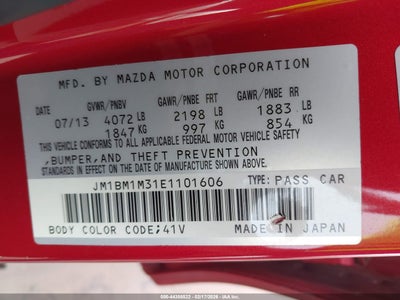 MFD. BY MAZDA MOTOR CORPORATION
GVWR/PNBV GAWR/PNBE FRT GAWR/PNBE RR
07/13 4072 LB 2198 LB 1883 LB
1847 KG 997 KG 854 KG
THIS VEHICLE CONFORMS TO ALL APPLICABLE FEDERAL MOTOR VEHICLE SAFETY
,BUMPER,AND THEFT PREVENTION
STANDARDS IN EFFECT ON THE DATE OF MANUFACTURE SHOWN ABOVE.
JM1BM1M31E1101606 TYPE: PASS CAR
BODY COLOR CODE;41V MADE IN JAPAN